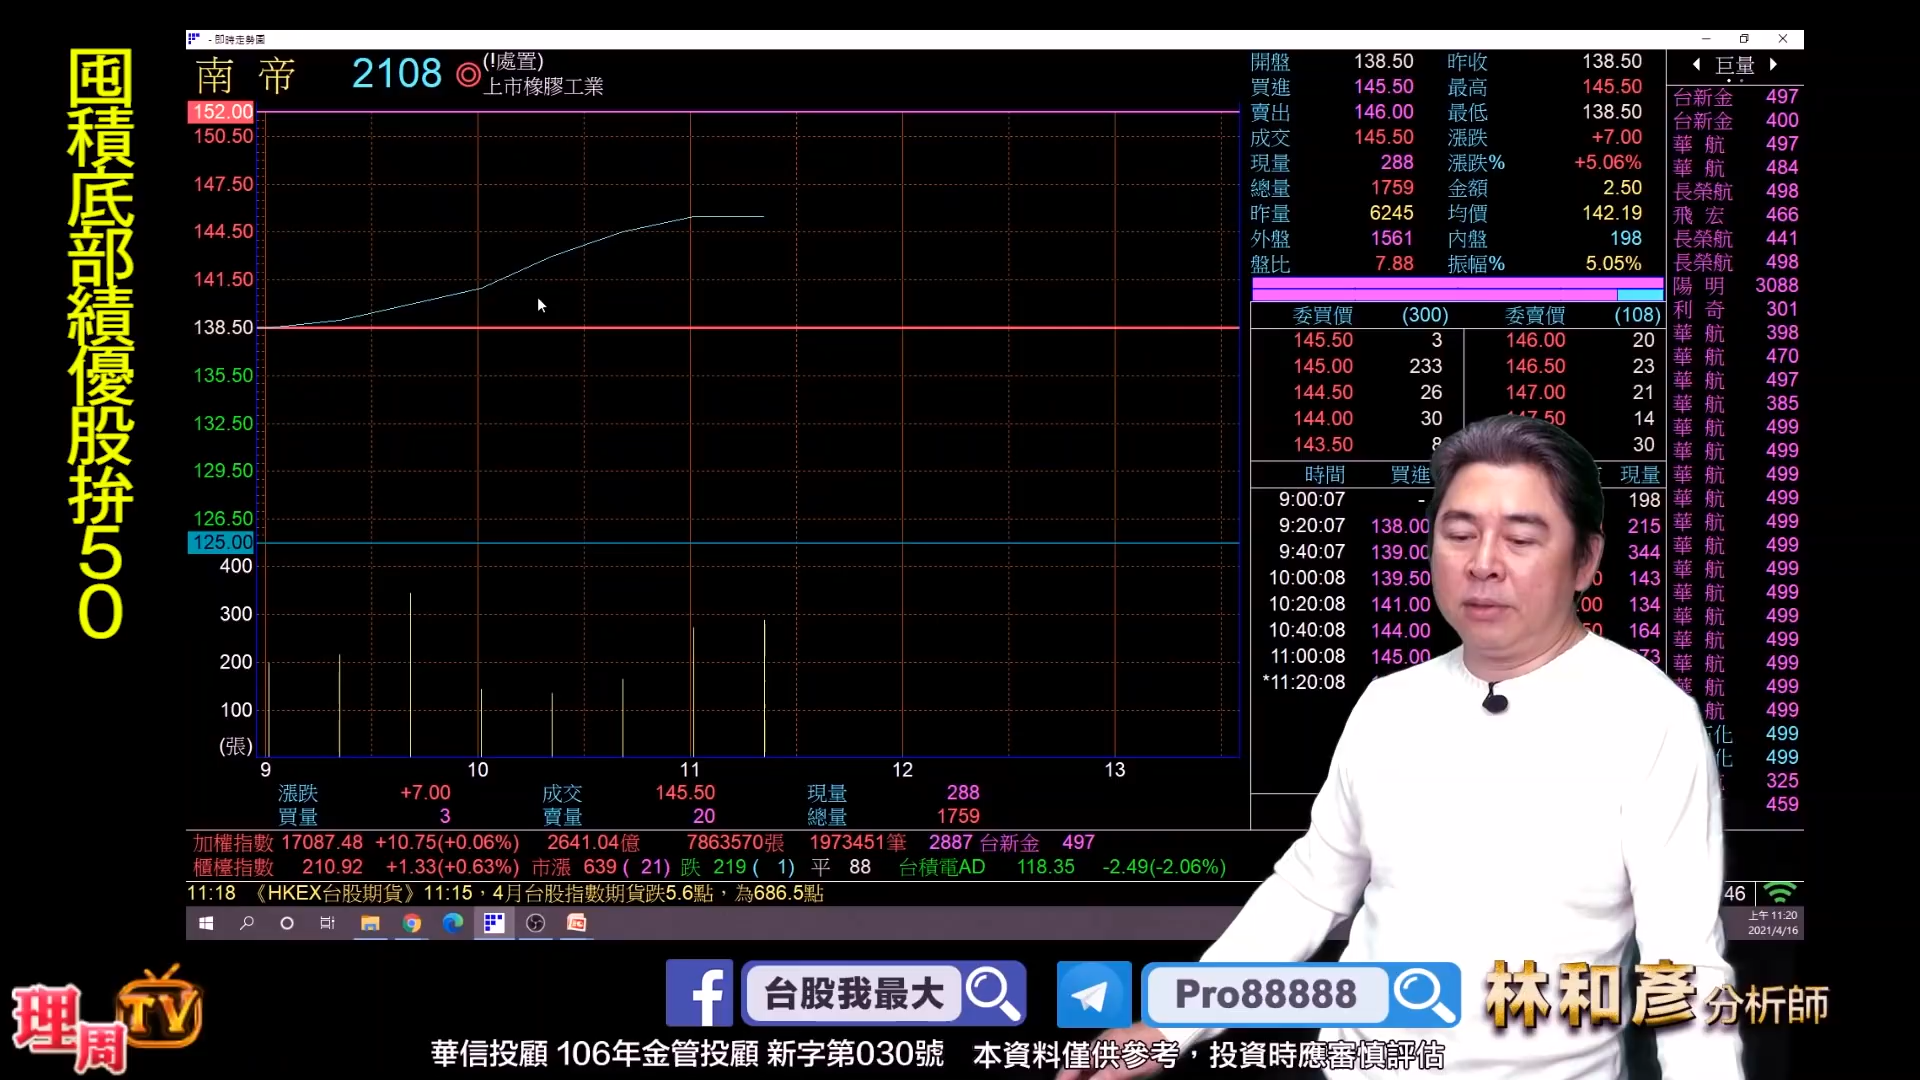 囤積底部績優股拚50
- 即時走勢圖
南 帝 2108 ◎ (!處置)
上市橡膠工業
152.00
150.50
147.50
144.50
141.50
138.50
135.50
132.50
129.50
126.50
125.00
400
300
200
100
(張)
9 10 11 12 13
漲跌 +7.00 成交 145.50 現量 288
買量 3 賣量 20 總量 1759
開盤 138.50 昨收 138.50
買進 145.50 最高 145.50
賣出 146.00 最低 138.50
成交 145.50 漲跌 +7.00
現量 288 漲跌% +5.06%
總量 1759 金額 2.50
昨量 6245 均價 142.19
外盤 1561 內盤 198
盤比 7.88 振幅% 5.05%
委買價 (300) 委賣價 (108)
145.50 3 146.00 20
145.00 233 146.50 23
144.50 26 147.00 21
144.00 30 147.50 14
143.50 8 30
時間 買進 現量
9:00:07 - 198
9:20:07 138.00 215
9:40:07 139.00 344
10:00:08 139.50 143
10:20:08 141.00 134
10:40:08 144.00 164
11:00:08 145.00
*11:20:08
巨量
台新金 497
台新金 400
華 航 497
華 航 484
長榮航 498
飛 宏 466
長榮航 441
長榮航 498
陽 明 3088
利 奇 301
華 航 398
華 航 470
華 航 497
華 航 385
華 航 499
華 航 499
華 航 499
華 航 499
華 航 499
華 航 499
華 航 499
華 航 499
華 航 499
華 航 499
華 航 499
華 航 499
航 499
化 499
化 499
325
459
加權指數 17087.48 +10.75(+0.06%) 2641.04億 7863570張 1973451筆 2887 台新金 497
櫃檯指數 210.92 +1.33(+0.63%) 市漲 639 ( 21) 跌 219 ( 1) 平 88 台積電AD 118.35 -2.49(-2.06%)
11:18 《HKEX台股期貨》11:15，4月台股指數期貨跌5.6點，為686.5點
46
上午 11:20
2021/4/16
理周TV
台股我最大
Pro88888
林和彥 分析師
華信投顧 106年金管投顧 新字第030號 本資料僅供參考，投資時應審慎評估